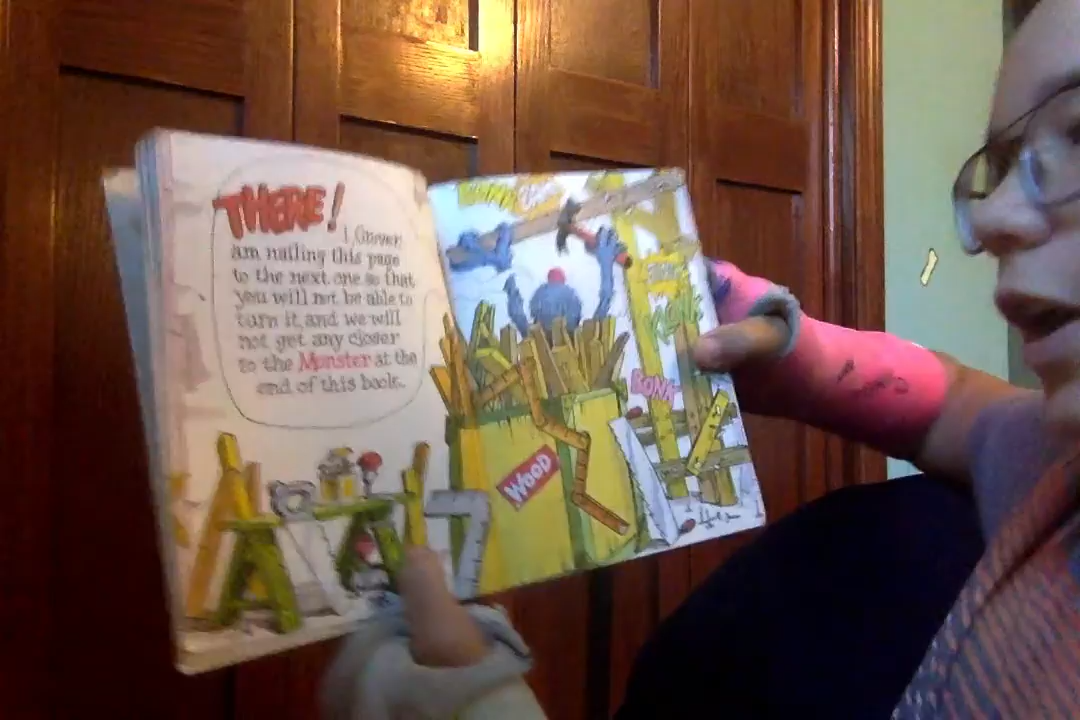 THERE!
I, Grover,
am nailing this page
to the next one so that
you will not be able to
turn it, and we will
not get any closer
to the Monster at the
end of this book.
WOOD
BONK